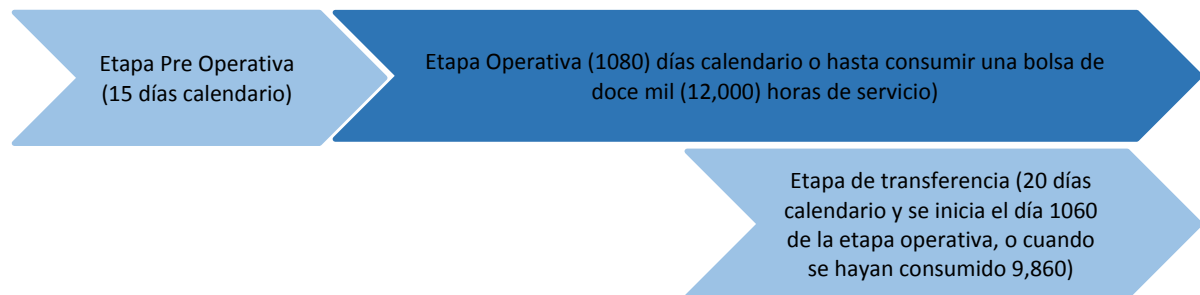 Etapa Pre Operativa
(15 días calendario)
Etapa Operativa (1080) días calendario o hasta consumir una bolsa de
doce mil (12,000) horas de servicio)
Etapa de transferencia (20 días
calendario y se inicia el día 1060
de la etapa operativa, o cuando
se hayan consumido 9,860)